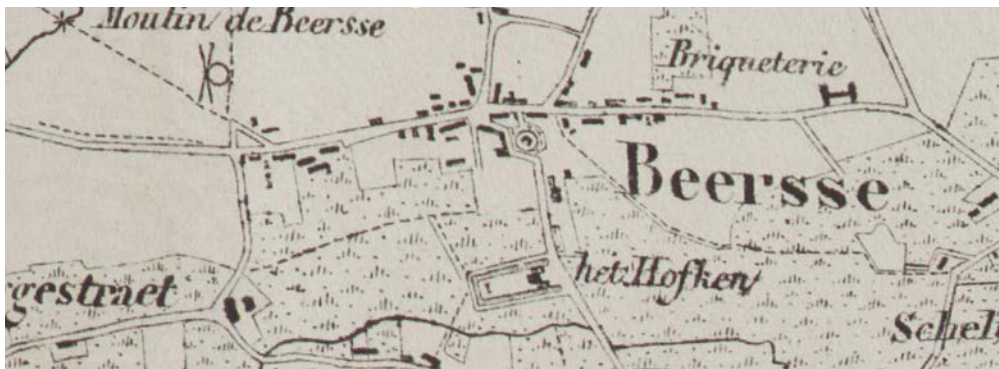 Moulin de Beersse
Briqueterie
Beersse
het Hofken
gestraet
Schel